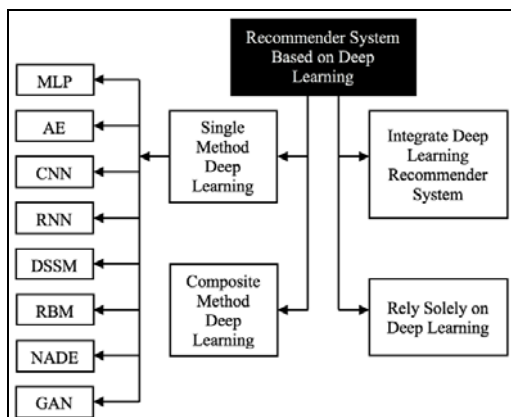 Recommender System
Based on Deep
Learning
MLP
AE
CNN
RNN
DSSM
RBM
NADE
GAN
Single
Method
Deep
Learning
Composite
Method
Deep
Learning
Integrate Deep
Learning
Recommender
System
Rely Solely on
Deep Learning